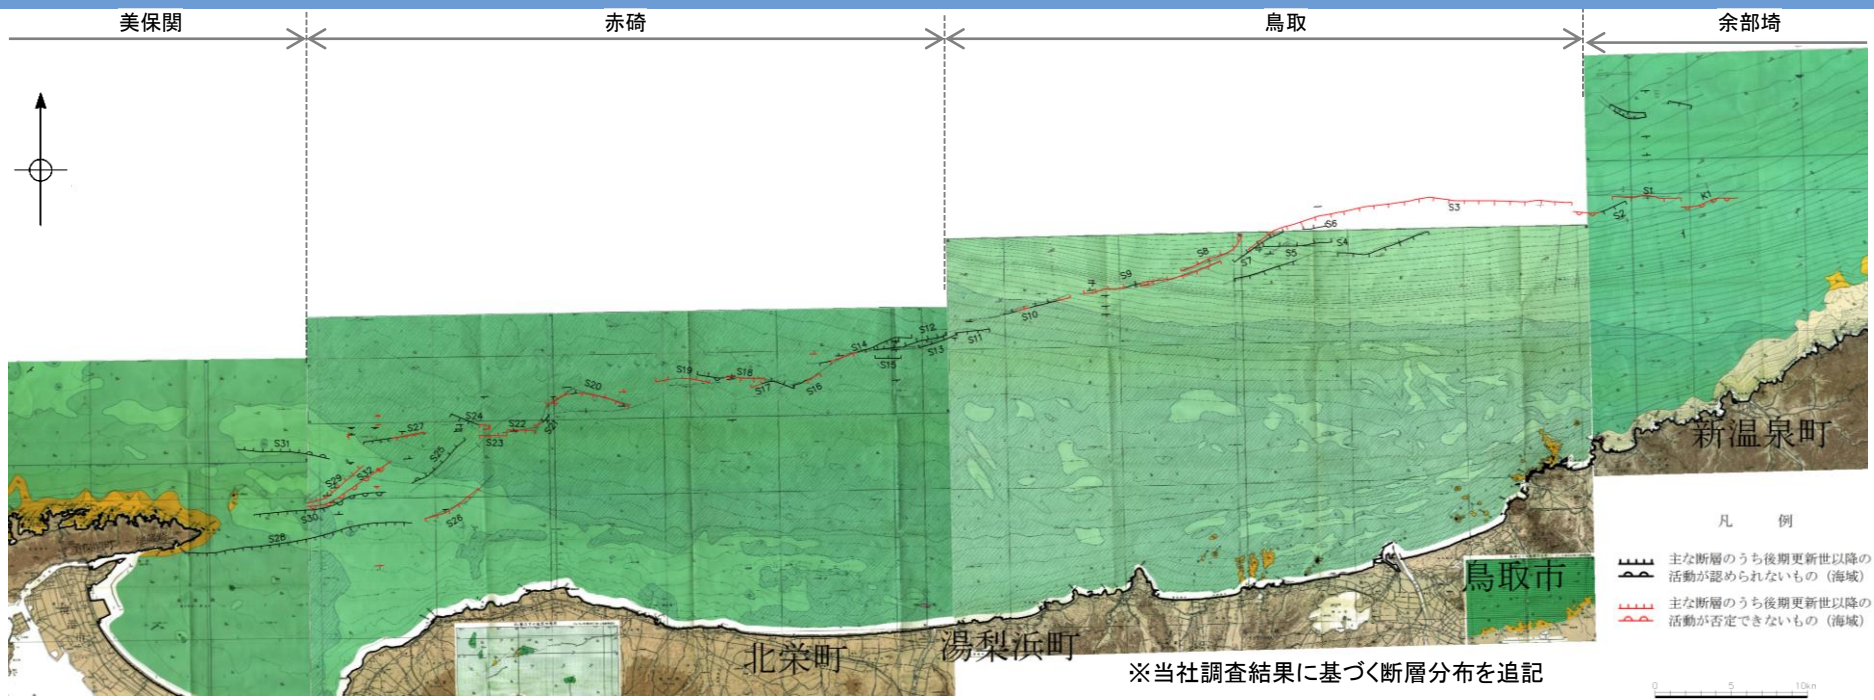 美保関
赤碕
鳥取
余部埼
S1
K1
S2
S3
S6
S4
S5
S7
S8
S9
S10
S11
S12
S13
S14
S15
S16
S17
S18
S19
S20
S21
S22
S23
S24
S25
S26
S27
S28
S29
S30
S31
S32
新温泉町
鳥取市
湯梨浜町
北栄町
凡 例
主な断層のうち後期更新世以降の
活動が認められないもの（海域）
主な断層のうち後期更新世以降の
活動が否定できないもの（海域）
※当社調査結果に基づく断層分布を追記
0 5 10km